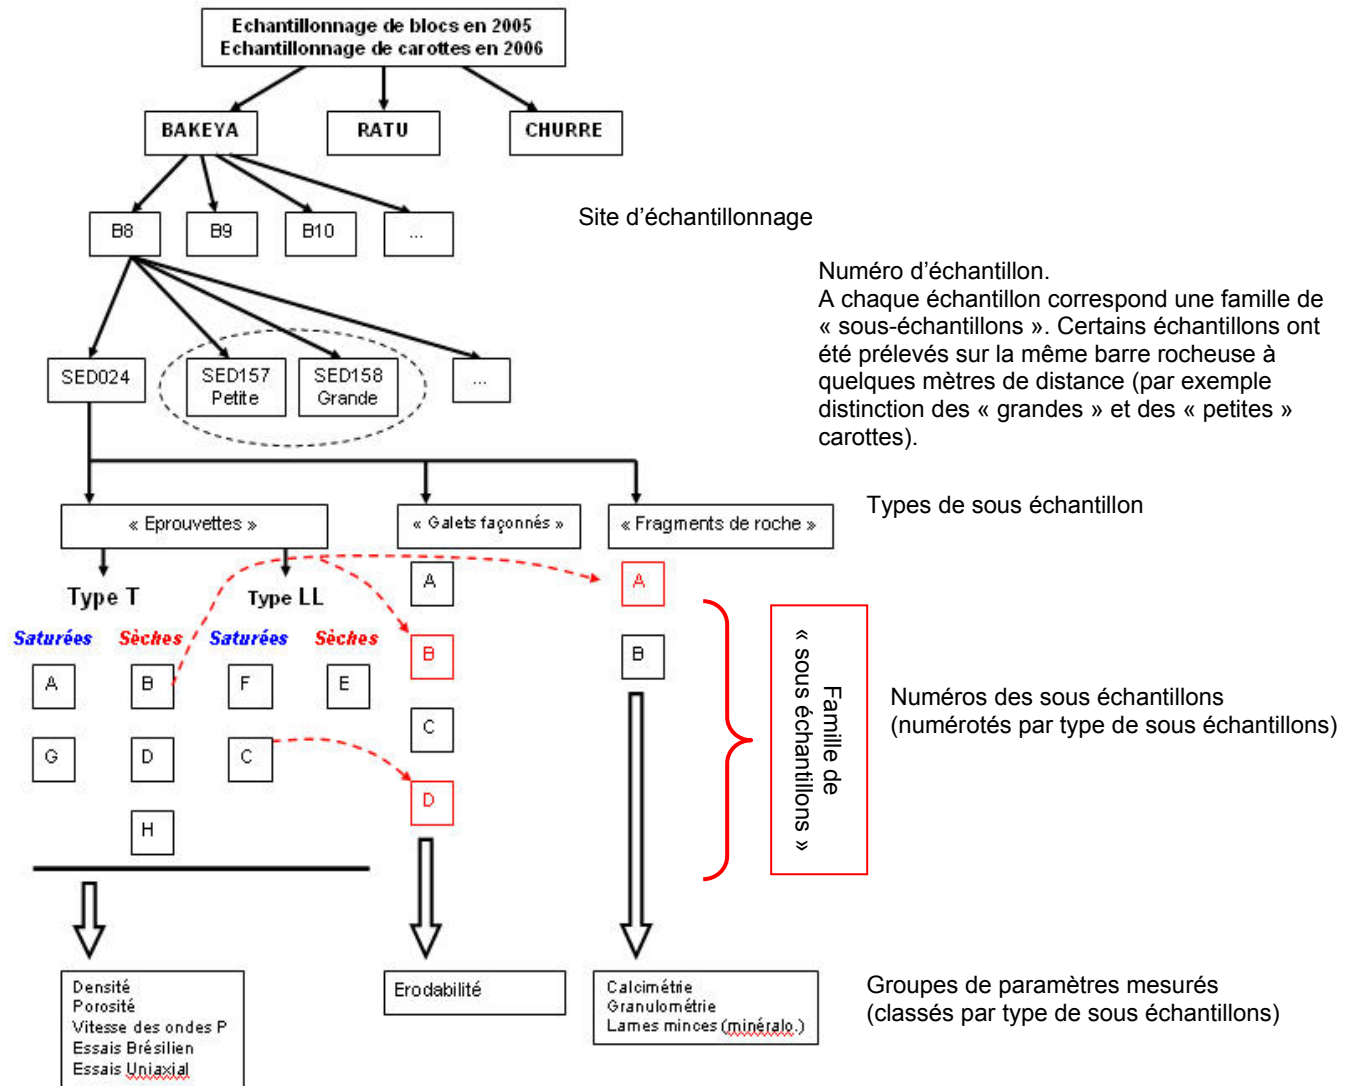 Echantillonnage de blocs en 2005
Echantillonnage de carottes en 2006
BAKEYA
RATU
CHURRE
B8
B9
B10
...
Site d’échantillonnage
Numéro d’échantillon.
A chaque échantillon correspond une famille de
« sous-échantillons ». Certains échantillons ont
été prélevés sur la même barre rocheuse à
quelques mètres de distance (par exemple
distinction des « grandes » et des « petites »
carottes).
SED024
SED157
Petite
SED158
Grande
...
Types de sous échantillon
« Eprouvettes »
« Galets façonnés »
« Fragments de roche »
Type T
Type LL
Saturées
Sèches
Saturées
Sèches
A
B
F
E
G
D
C
H
A
B
C
D
A
B
Famille de
« sous échantillons »
Numéros des sous échantillons
(numérotés par type de sous échantillons)
Densité
Porosité
Vitesse des ondes P
Essais Brésilien
Essais Uniaxial
Erodabilité
Calcimétrie
Granulométrie
Lames minces (minéralo.)
Groupes de paramètres mesurés
(classés par type de sous échantillons)